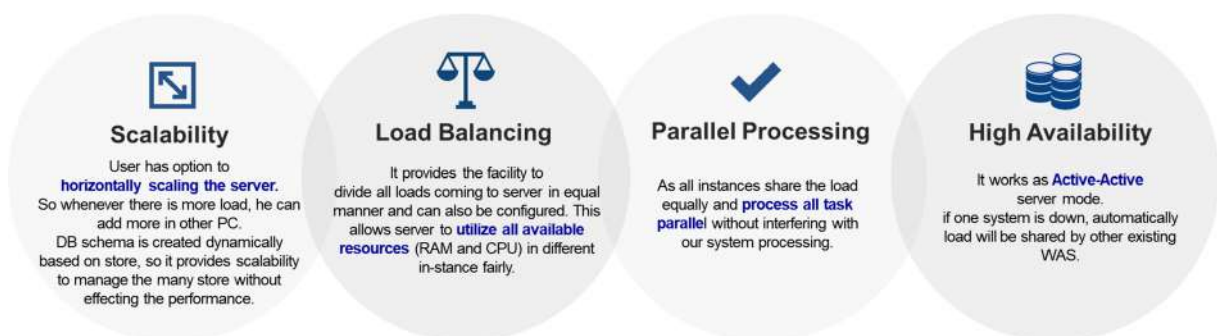 Scalability
User has option to
horizontally scaling the server.
So whenever there is more load, he can
add more in other PC.
DB schema is created dynamically
based on store, so it provides scalability
to manage the many store without
effecting the performance.
Load Balancing
It provides the facility to
divide all loads coming to server in equal
manner and can also be configured. This
allows server to utilize all available
resources (RAM and CPU) in different
in-stance fairly.
Parallel Processing
As all instances share the load
equally and process all task
parallel without interfering with
our system processing.
High Availability
It works as Active-Active
server mode.
if one system is down, automatically
load will be shared by other existing
WAS.